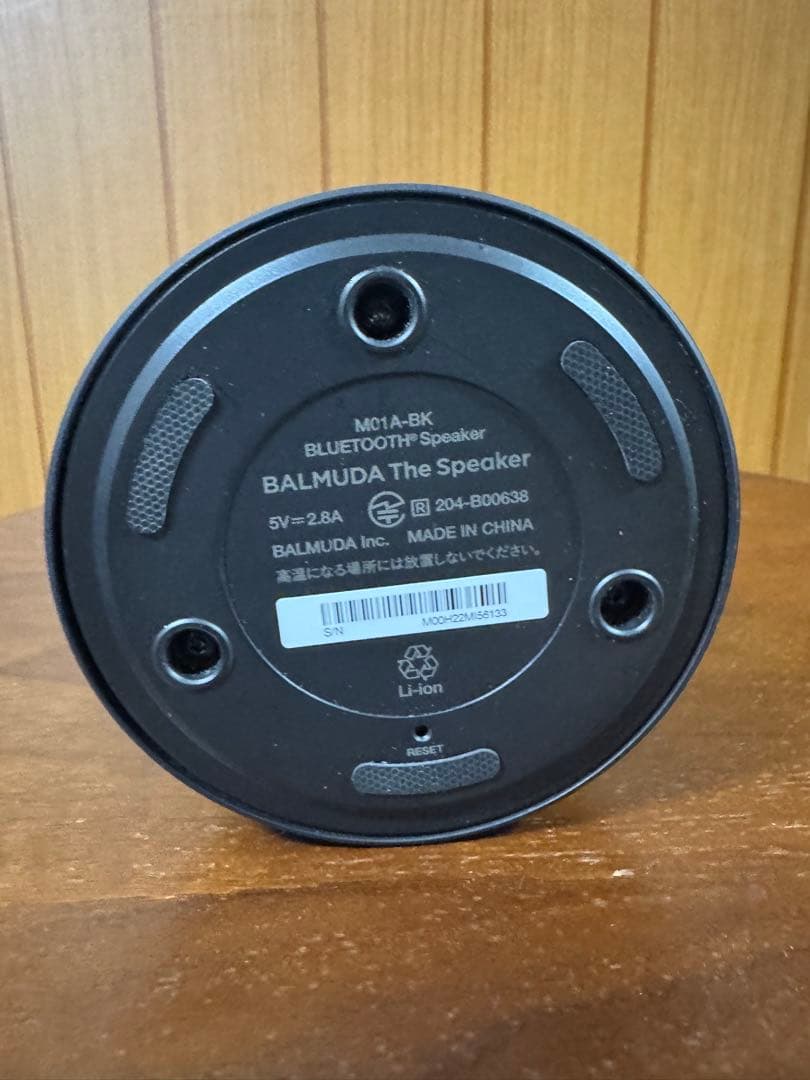 M01A-BK
BLUETOOTH® Speaker
BALMUDA The Speaker
5V⎓2.8A R 204-B00638
BALMUDA Inc. MADE IN CHINA
高温になる場所には放置しないでください。
S/N M00H22MI56133
Li-ion
RESET